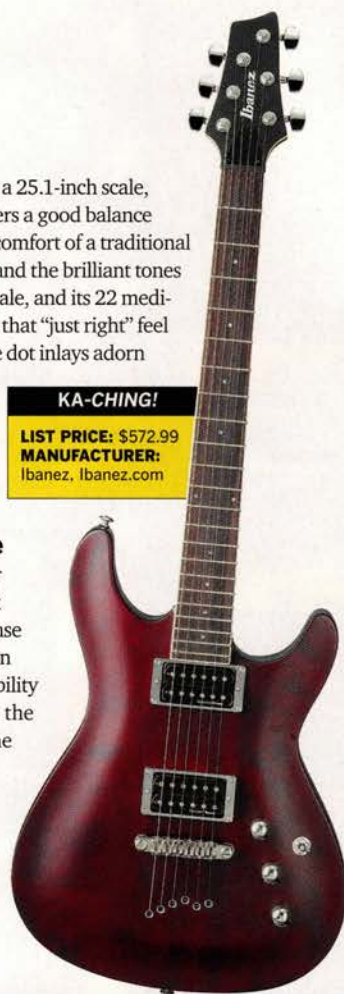 Ibanez
a 25.1-inch scale,
ers a good balance
comfort of a traditional
and the brilliant tones
ale, and its 22 medi-
that “just right” feel
e dot inlays adorn
KA-CHING!
LIST PRICE: $572.99
MANUFACTURER:
Ibanez, Ibanez.com
e
nse
n
bility
the
ne